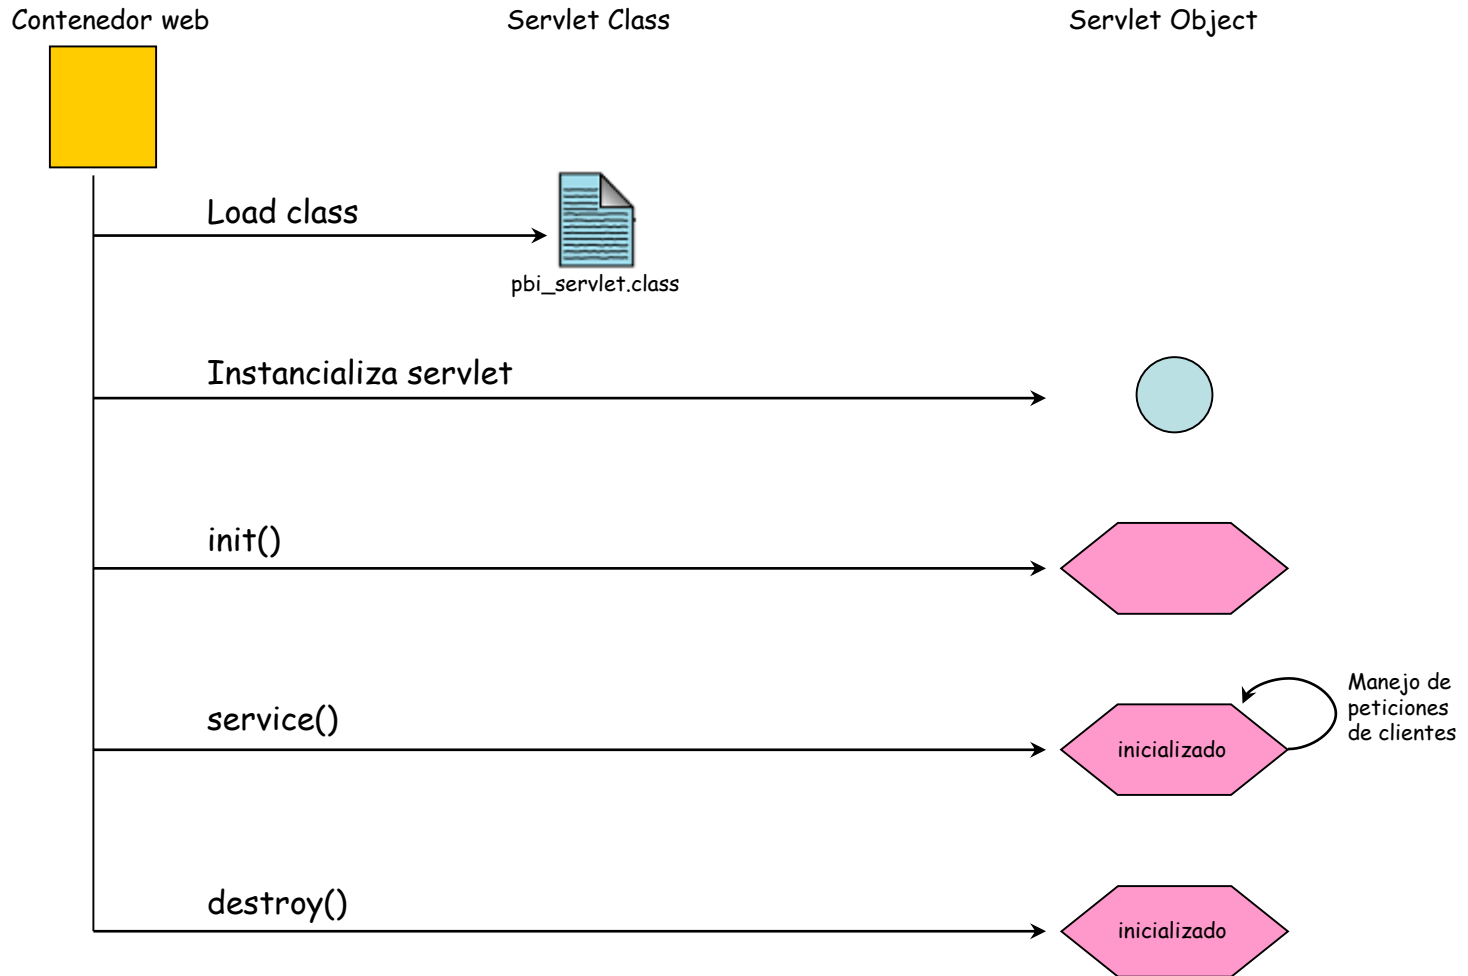 Contenedor web
Servlet Class
Servlet Object
Load class
pbi_servlet.class
Instancializa servlet
init()
service()
inicializado
Manejo de
peticiones
de clientes
destroy()
inicializado